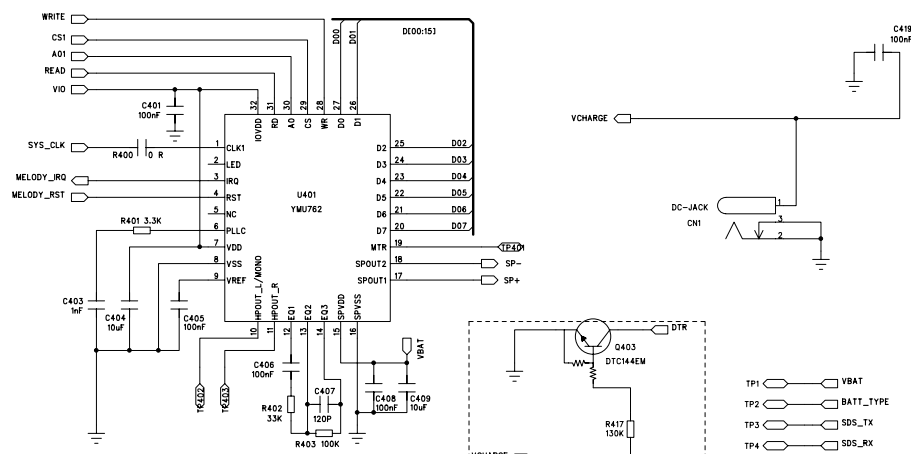 WRITE
CS1
A01
READ
VIO
C401
100nF
SYS_CLK
R400 0 R
MELODY_IRQ
MELODY_RST
R401 3.3K
C403
1nF
C404
10uF
C405
100nF
32 31 30 29 28 27 26
IOVDD RD A0 CS WR D0 D1
D00 D01
D[00:15]
1 CLK1
2 LED
3 IRQ
4 RST
5 NC
6 PLLC
7 VDD
8 VSS
9 VREF
U401
YMU762
D2 25 D02
D3 24 D03
D4 23 D04
D5 22 D05
D6 21 D06
D7 20 D07
MTR 19 TP401
SPOUT2 18 SP-
SPOUT1 17 SP+
HPOUT_L/MONO HPOUT_R EQ1 EQ2 EQ3 SPVDD SPVSS
10 11 12 13 14 15 16
TP402
TP403
C406
100nF
R402
33K
C407
120P
R403 100K
C408
100nF
C409
10uF
VBAT
C419
100nF
VCHARGE
DC-JACK
CN1
1
3
2
DTR
Q403
DTC144EM
R417
130K
VCHARGE
TP1 VBAT
TP2 BATT_TYPE
TP3 SDS_TX
TP4 SDS_RX